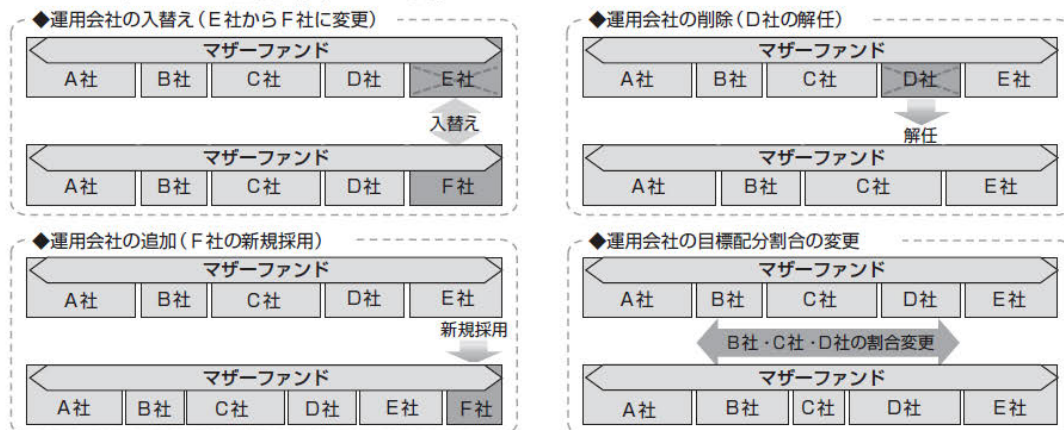 ◆運用会社の入替え(E社からF社に変更)
マザーファンド
A社 B社 C社 D社 E社
入替え
マザーファンド
A社 B社 C社 D社 F社
◆運用会社の削除(D社の解任)
マザーファンド
A社 B社 C社 D社 E社
解任
マザーファンド
A社 B社 C社 E社
◆運用会社の追加(F社の新規採用)
マザーファンド
A社 B社 C社 D社 E社
新規採用
マザーファンド
A社 B社 C社 D社 E社 F社
◆運用会社の目標配分割合の変更
マザーファンド
A社 B社 C社 D社 E社
B社・C社・D社の割合変更
マザーファンド
A社 B社 C社 D社 E社